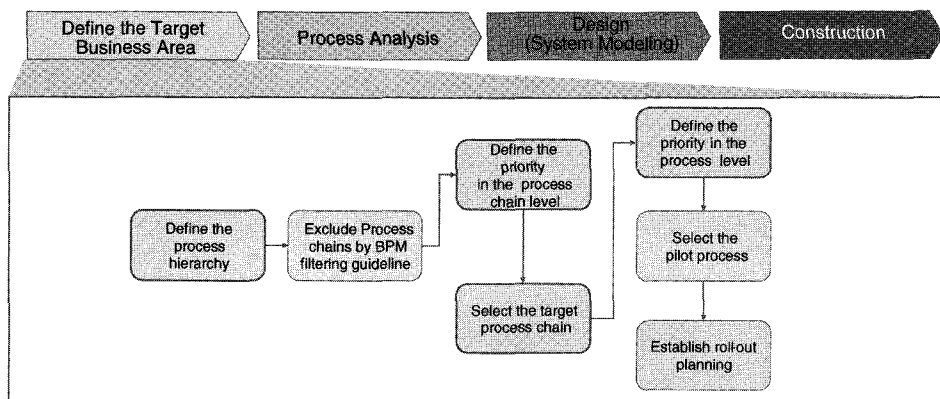 Define the Target
Business Area
Process Analysis
Design
(System Modeling)
Construction
Define the
process
hierarchy
Exclude Process
chains by BPM
filtering guideline
Define the
priority
in the process
chain level
Select the target
process chain
Define the
priority in the
process level
Select the
pilot process
Establish roll-out
planning